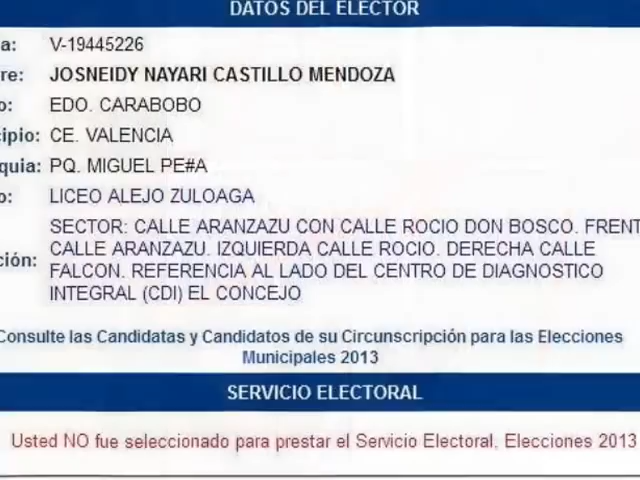 DATOS DEL ELECTOR
a: V-19445226
re: JOSNEIDY NAYARI CASTILLO MENDOZA
o: EDO. CARABOBO
ipio: CE. VALENCIA
quia: PQ. MIGUEL PE#A
o: LICEO ALEJO ZULOAGA
SECTOR: CALLE ARANZAZU CON CALLE ROCIO DON BOSCO. FRENT
CALLE ARANZAZU. IZQUIERDA CALLE ROCIO. DERECHA CALLE
ción: FALCON. REFERENCIA AL LADO DEL CENTRO DE DIAGNOSTICO
INTEGRAL (CDI) EL CONCEJO
Consulte las Candidatas y Candidatos de su Circunscripción para las Elecciones
Municipales 2013
SERVICIO ELECTORAL
Usted NO fue seleccionado para prestar el Servicio Electoral, Elecciones 2013